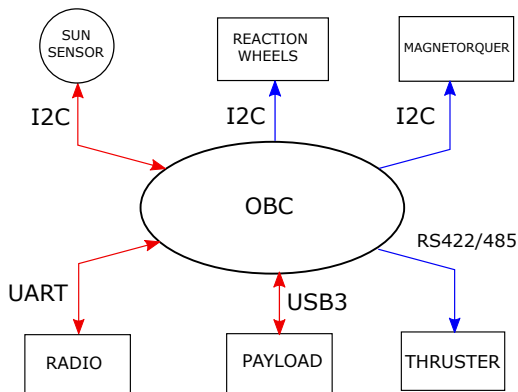 SUN
SENSOR
REACTION
WHEELS
MAGNETORQUER
I2C
I2C
I2C
OBC
RS422/485
UART
USB3
RADIO
PAYLOAD
THRUSTER